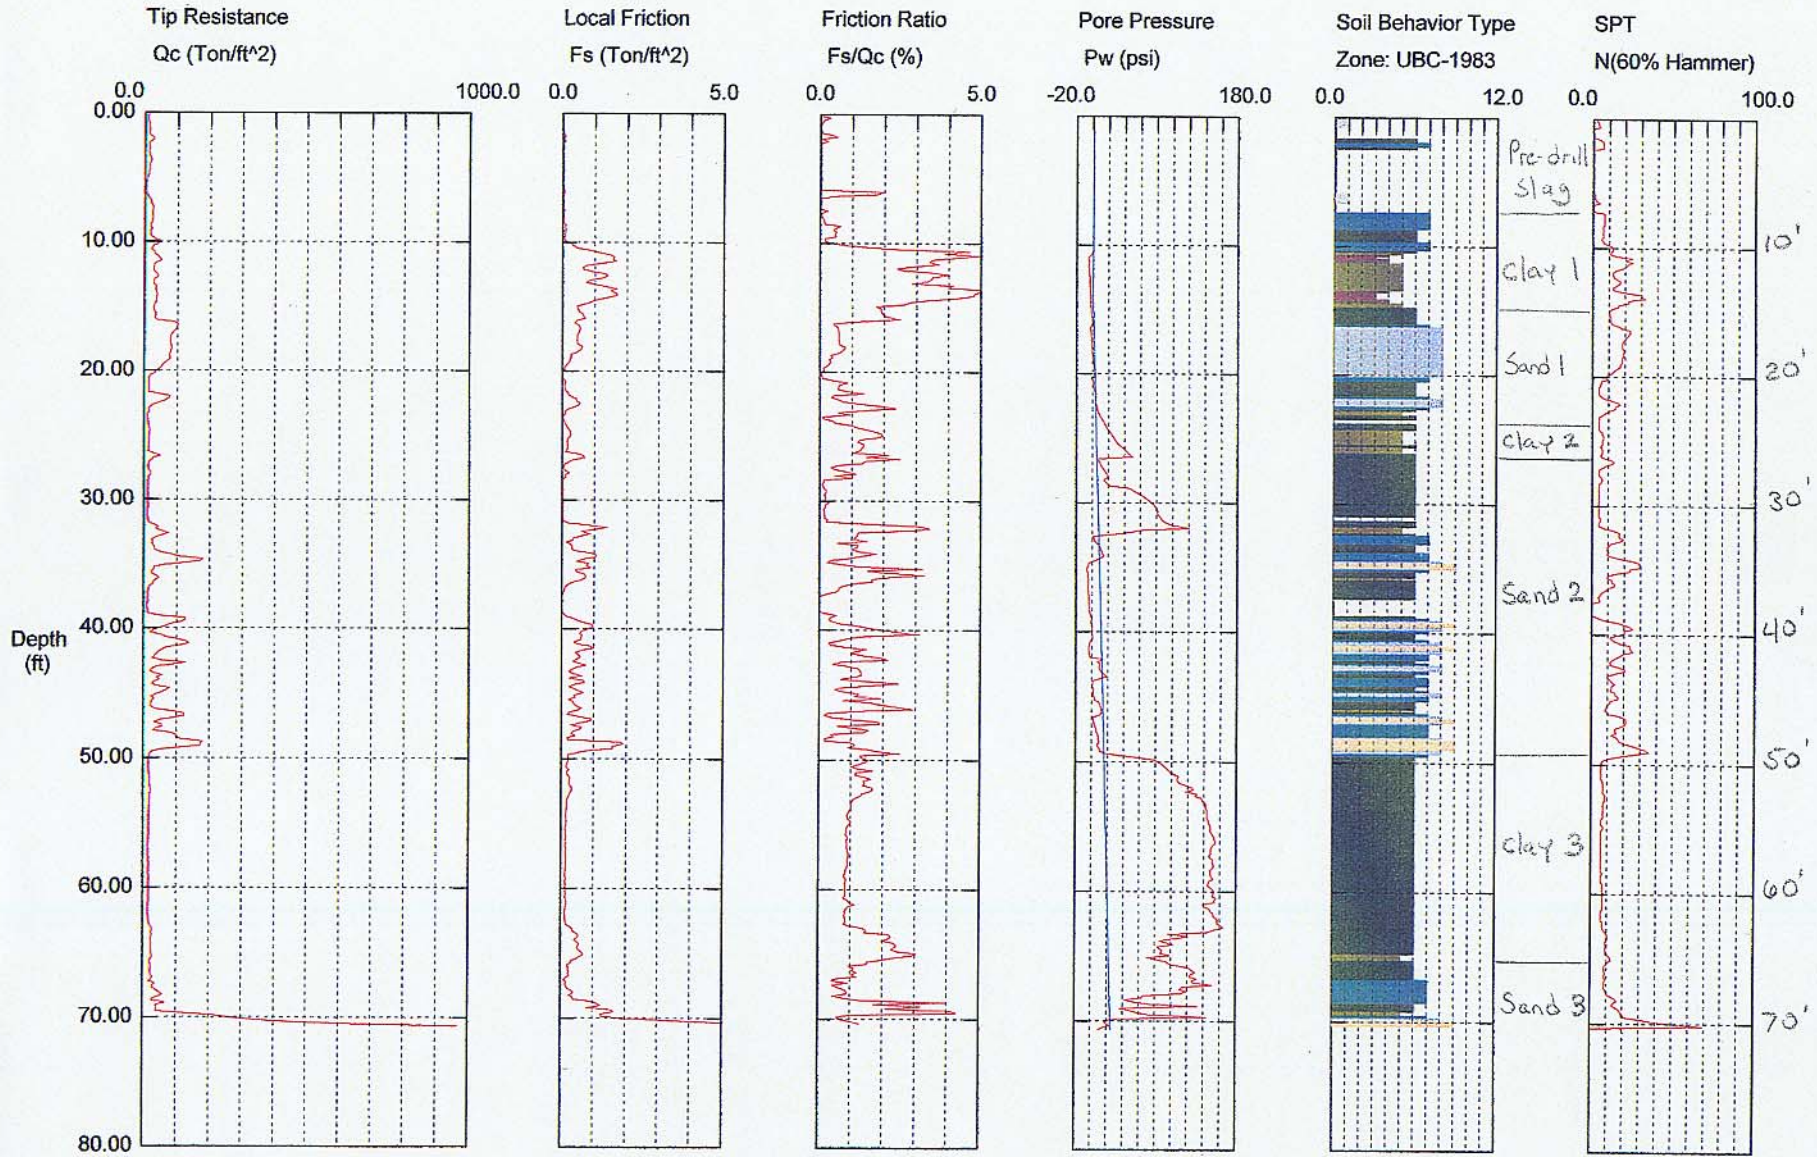 Tip Resistance
Qc (Ton/ft^2)
0.0 1000.0
Local Friction
Fs (Ton/ft^2)
0.0 5.0
Friction Ratio
Fs/Qc (%)
0.0 5.0
Pore Pressure
Pw (psi)
-20.0 180.0
Soil Behavior Type
Zone: UBC-1983
0.0 12.0
SPT
N(60% Hammer)
0.0 100.0
0.00
10.00
20.00
30.00
40.00
50.00
60.00
70.00
80.00
Depth
(ft)
Pre-drill
Slag
Clay 1
Sand 1
Clay 2
Sand 2
Clay 3
Sand 3
10'
20'
30'
40'
50'
60'
70'